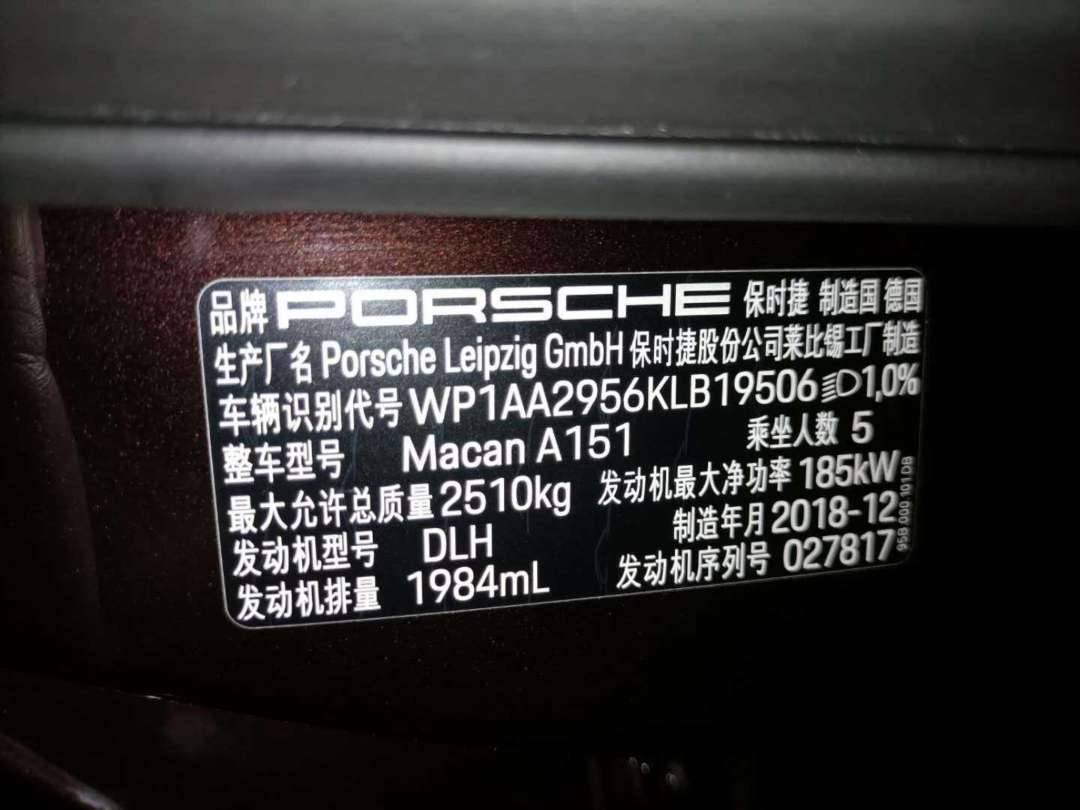 品牌 PORSCHE 保时捷 制造国 德国
生产厂名 Porsche Leipzig GmbH 保时捷股份公司莱比锡工厂制造
车辆识别代号 WP1AA2956KLB19506 1,0%
整车型号 Macan A151 乘坐人数 5
最大允许总质量 2510kg 发动机最大净功率 185kW
发动机型号 DLH 制造年月 2018-12
发动机排量 1984mL 发动机序列号 027817
95B 000 101 DB